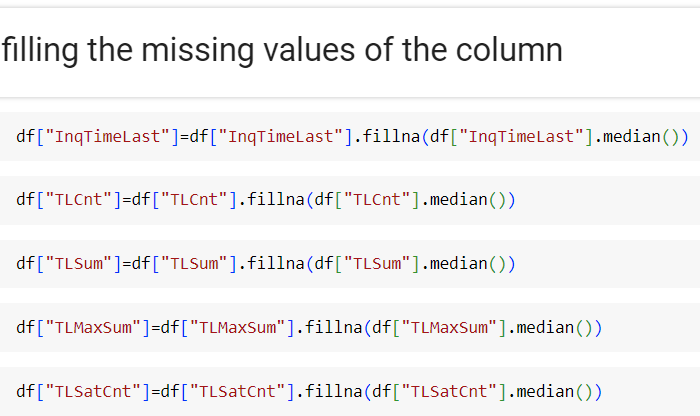 filling the missing values of the column
df["InqTimeLast"]=df["InqTimeLast"].fillna(df["InqTimeLast"].median())
df["TLCnt"]=df["TLCnt"].fillna(df["TLCnt"].median())
df["TLSum"]=df["TLSum"].fillna(df["TLSum"].median())
df["TLMaxSum"]=df["TLMaxSum"].fillna(df["TLMaxSum"].median())
df["TLSatCnt"]=df["TLSatCnt"].fillna(df["TLSatCnt"].median())